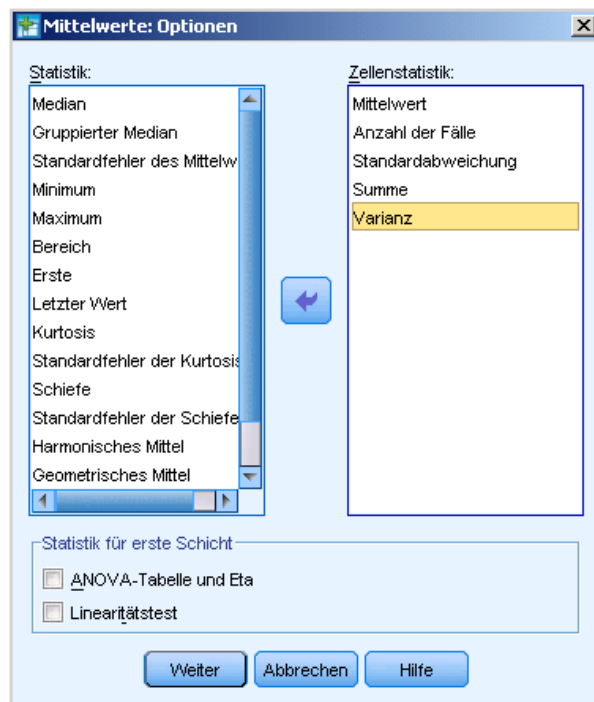 Mittelwerte: Optionen
Statistik:
Median
Gruppierter Median
Standardfehler des Mittelw
Minimum
Maximum
Bereich
Erste
Letzter Wert
Kurtosis
Standardfehler der Kurtosis
Schiefe
Standardfehler der Schiefe
Harmonisches Mittel
Geometrisches Mittel
Zellenstatistik:
Mittelwert
Anzahl der Fälle
Standardabweichung
Summe
Varianz
Statistik für erste Schicht
ANOVA-Tabelle und Eta
Linearitätstest
Weiter
Abbrechen
Hilfe